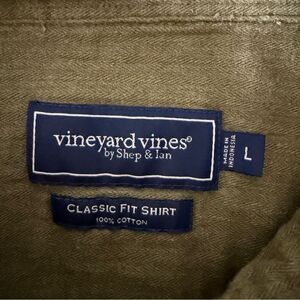 vineyard vines®
by Shep & Ian
MADE IN
INDONESIA
L
CLASSIC FIT SHIRT
100% COTTON